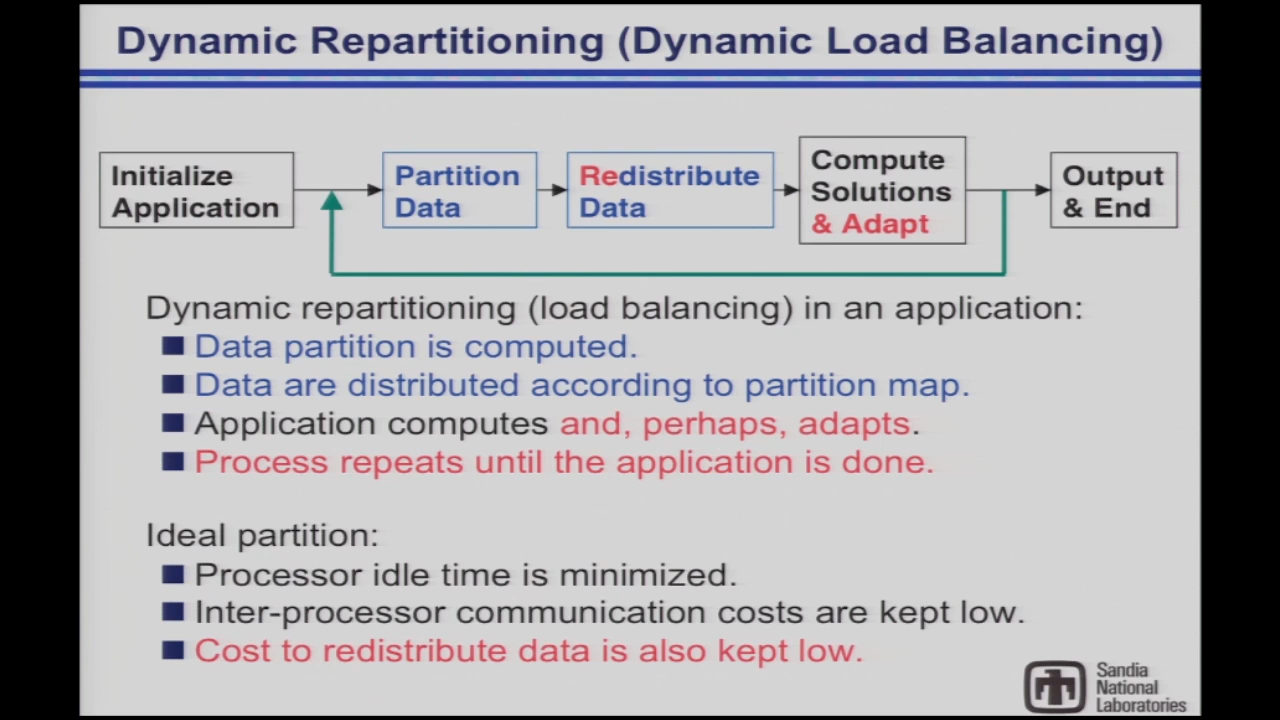 Dynamic Repartitioning (Dynamic Load Balancing)
Initialize
Application
Partition
Data
Redistribute
Data
Compute
Solutions
& Adapt
Output
& End
Dynamic repartitioning (load balancing) in an application:
Data partition is computed.
Data are distributed according to partition map.
Application computes and, perhaps, adapts.
Process repeats until the application is done.
Ideal partition:
Processor idle time is minimized.
Inter-processor communication costs are kept low.
Cost to redistribute data is also kept low.
Sandia
National
Laboratories